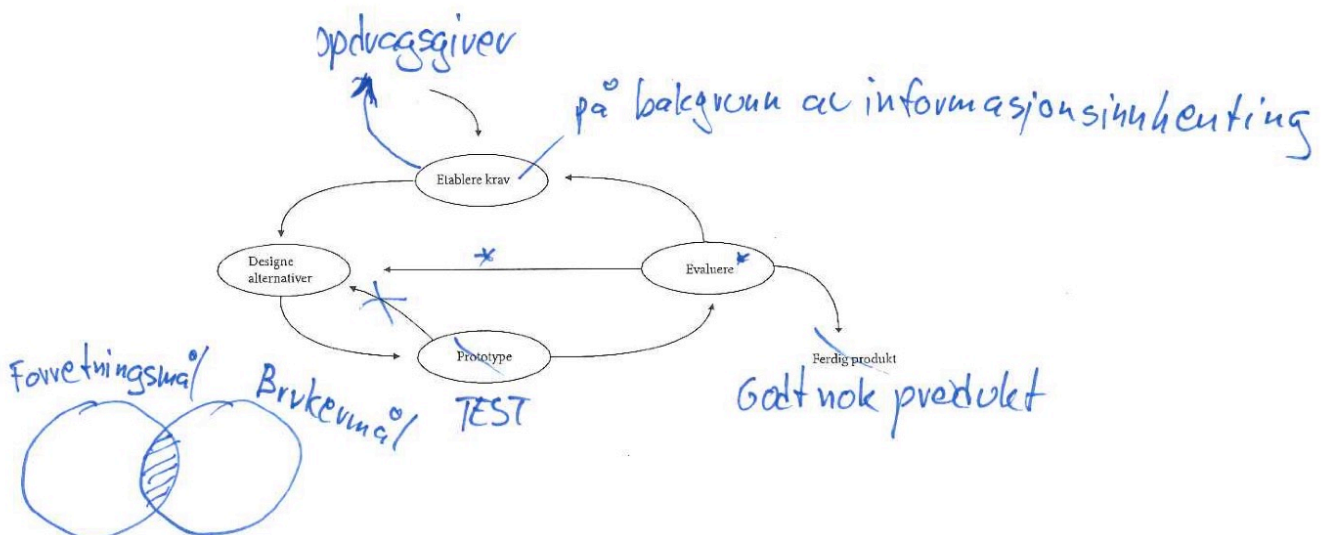 opdragsgiver
på bakgrunn av informasjonsinnhenting
Etablere krav
Designe
alternativer
Evaluere
Prototype
TEST
Ferdig produkt
Godt nok produkt
Forretningsmål
Brukermål